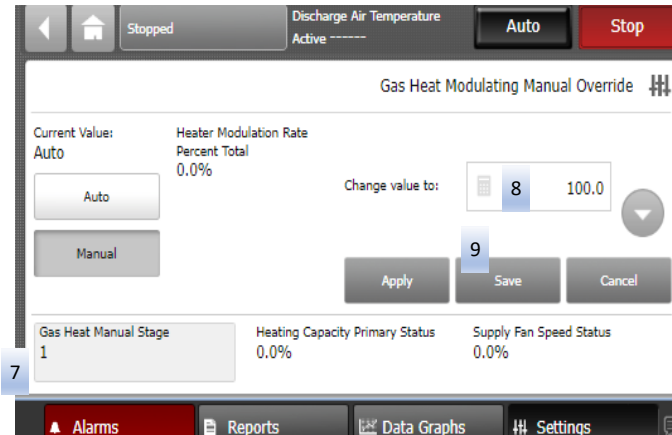 Stopped
Discharge Air Temperature
Active ------
Auto
Stop
Gas Heat Modulating Manual Override
Current Value:
Auto
Heater Modulation Rate
Percent Total
0.0%
Auto
Manual
Change value to:
8
100.0
9
Apply
Save
Cancel
Gas Heat Manual Stage
1
Heating Capacity Primary Status
0.0%
Supply Fan Speed Status
0.0%
7
Alarms
Reports
Data Graphs
Settings